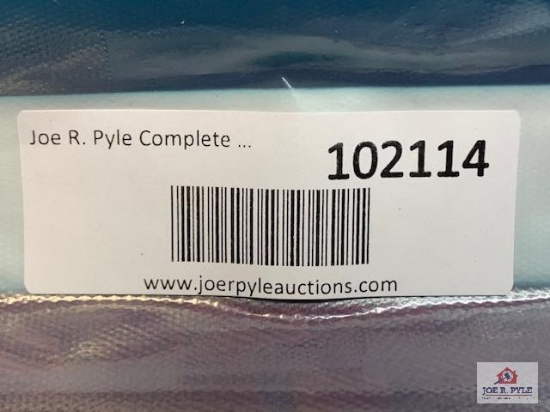 Joe R. Pyle Complete ...
102114
www.joerpyleauctions.com
JOE R. PYLE